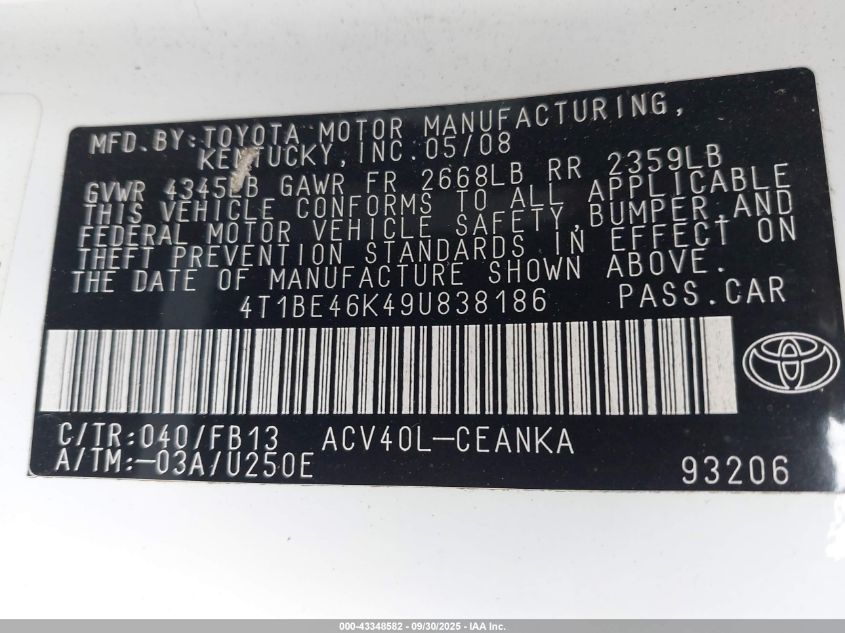 MFD.BY:TOYOTA MOTOR MANUFACTURING,
KENTUCKY,INC.05/08
GVWR 4345LB GAWR FR 2668LB RR 2359LB
THIS VEHICLE CONFORMS TO ALL APPLICABLE
FEDERAL MOTOR VEHICLE SAFETY,BUMPER,AND
THEFT PREVENTION STANDARDS IN EFFECT ON
THE DATE OF MANUFACTURE SHOWN ABOVE.
4T1BE46K49U838186 PASS.CAR
C/TR:040/FB13 ACV40L-CEANKA
A/TM:-03A/U250E 93206
000-43348582 - 09/30/2025 - IAA Inc.